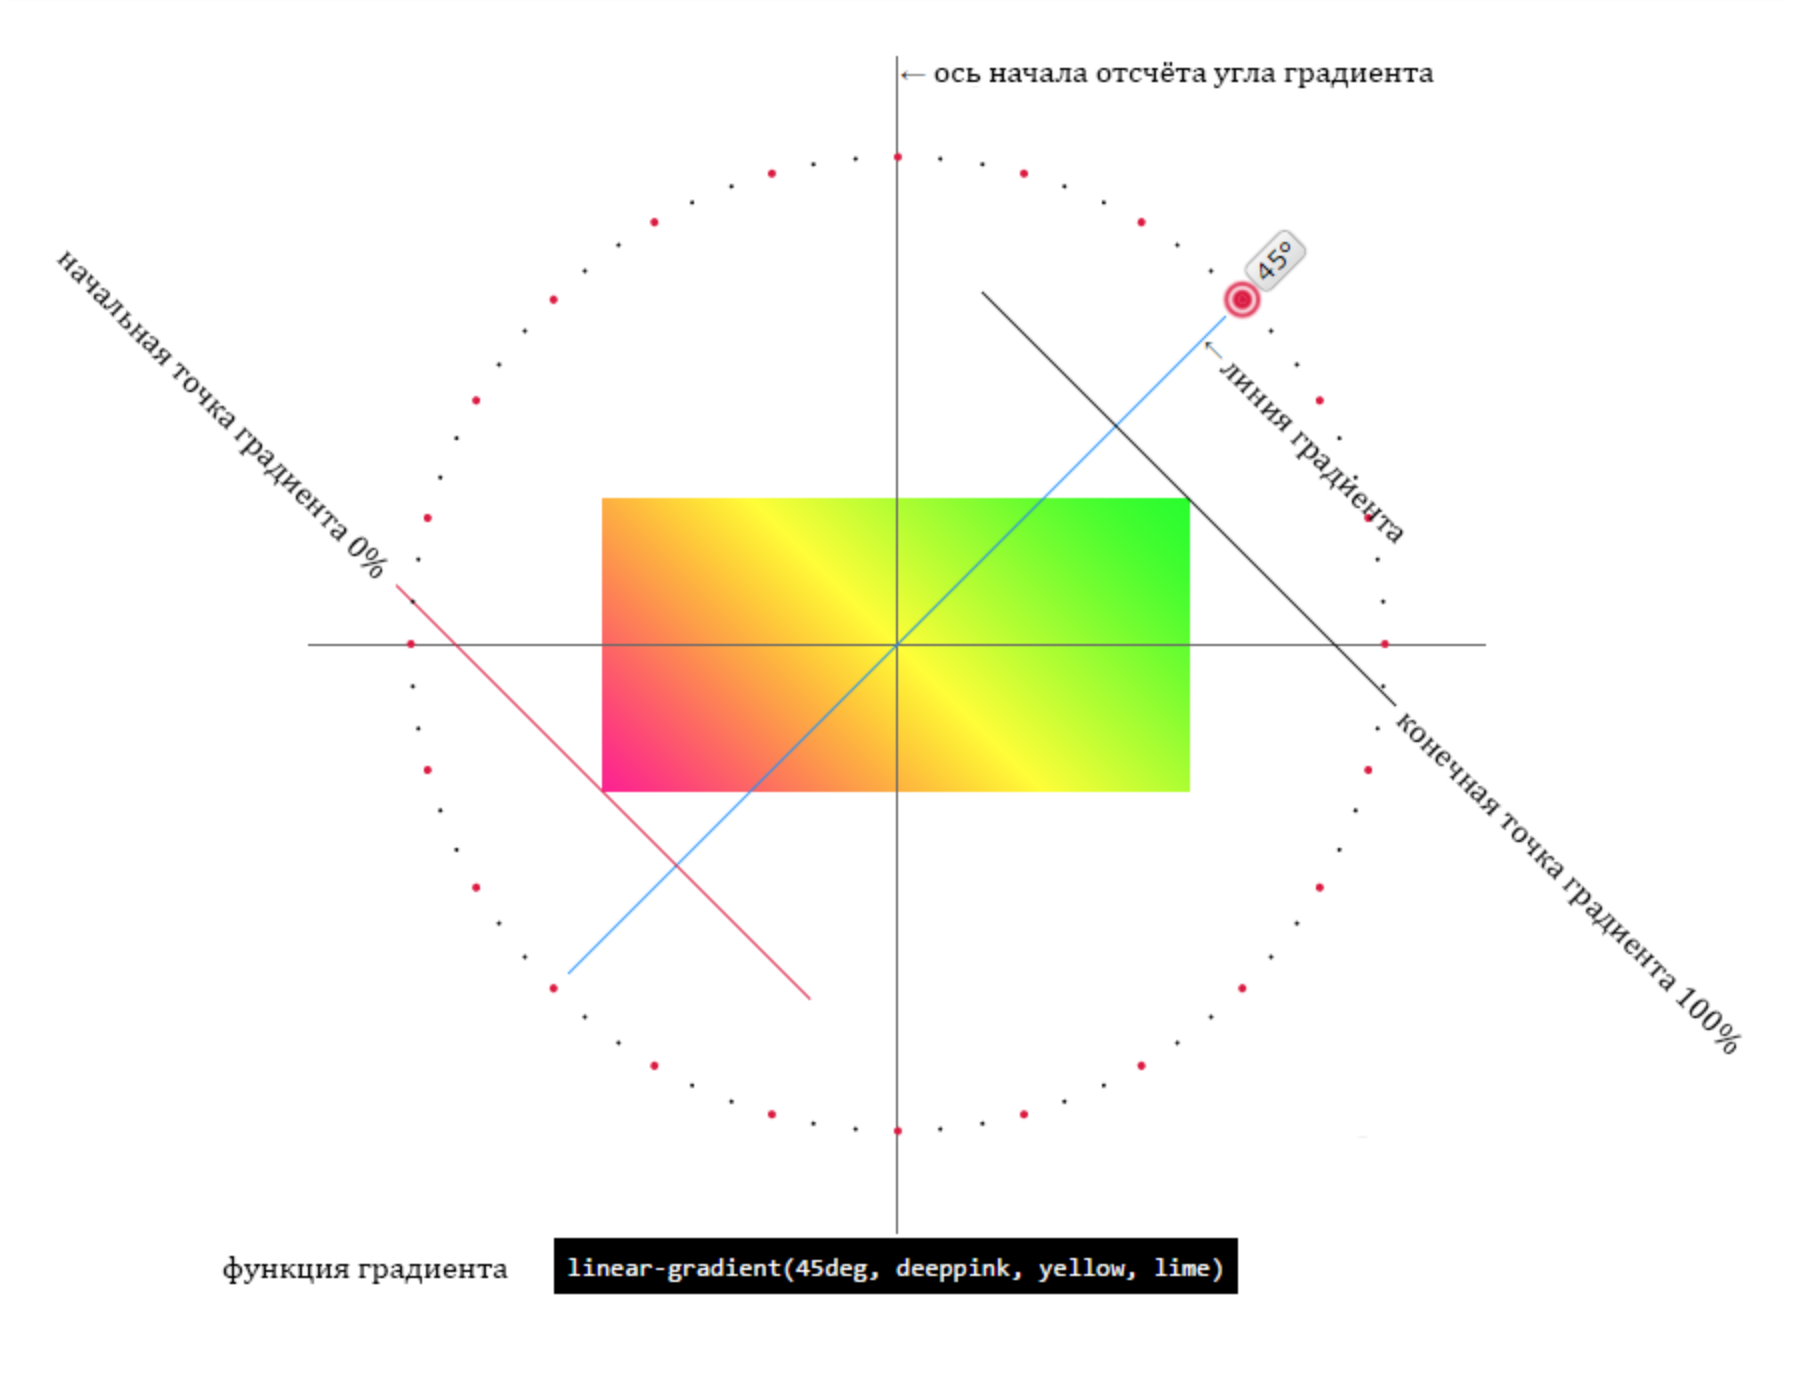 ← ось начала отсчёта угла градиента
45°
начальная точка градиента 0%
← линия градиента
конечная точка градиента 100%
функция градиента
linear-gradient(45deg, deeppink, yellow, lime)